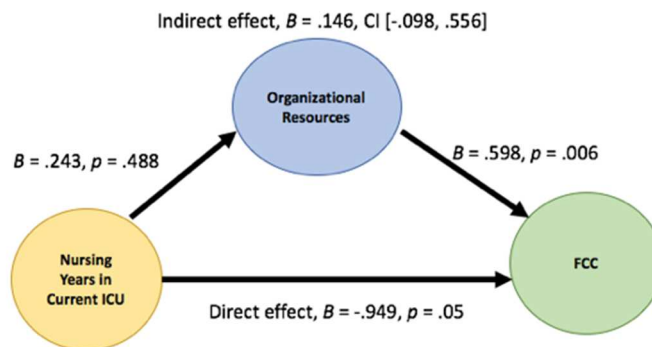 Indirect effect, B = .146, CI [-.098, .556]
Organizational
Resources
B = .243, p = .488
B = .598, p = .006
Nursing
Years in
Current ICU
FCC
Direct effect, B = -.949, p = .05